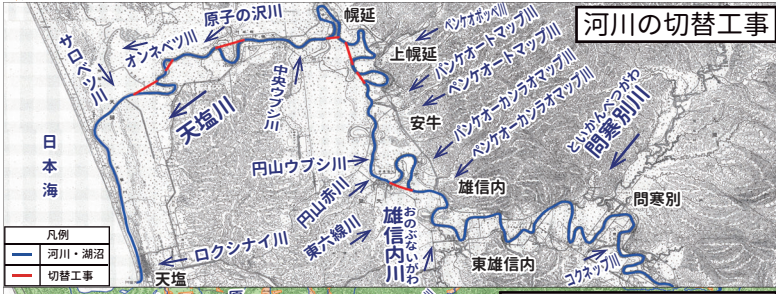 河川の切替工事
幌延
原子の沢川
オンネベツ川
サロベツ川
天塩川
中央ウブシ川
ペンケオポッペ川
上幌延
パンケオートマップ川
ペンケオートマップ川
安牛
パンケオーカンラオマップ川
ペンケオーカンラオマップ川
といかんべつがわ
問寒別川
日本海
円山ウブシ川
円山赤川
雄信内
問寒別
おのぶないがわ
雄信内川
東六線川
東雄信内
コクネップ川
ロクシナイ川
天塩
凡例
河川・湖沼
切替工事